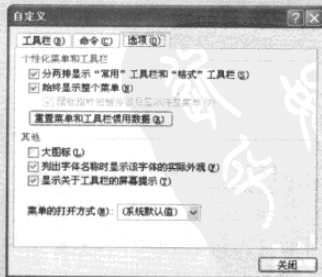 自定义
工具栏(B) 命令(C) 选项(O)
个性化菜单和工具栏
分两排显示“常用”工具栏和“格式”工具栏(S)
始终显示整个菜单(N)
重置菜单和工具栏惯用数据(R)
其他
大图标(L)
列出字体名称时显示该字体的实际外观(F)
显示关于工具栏的屏幕提示(T)
菜单的打开方式(M): (系统默认值)
关闭